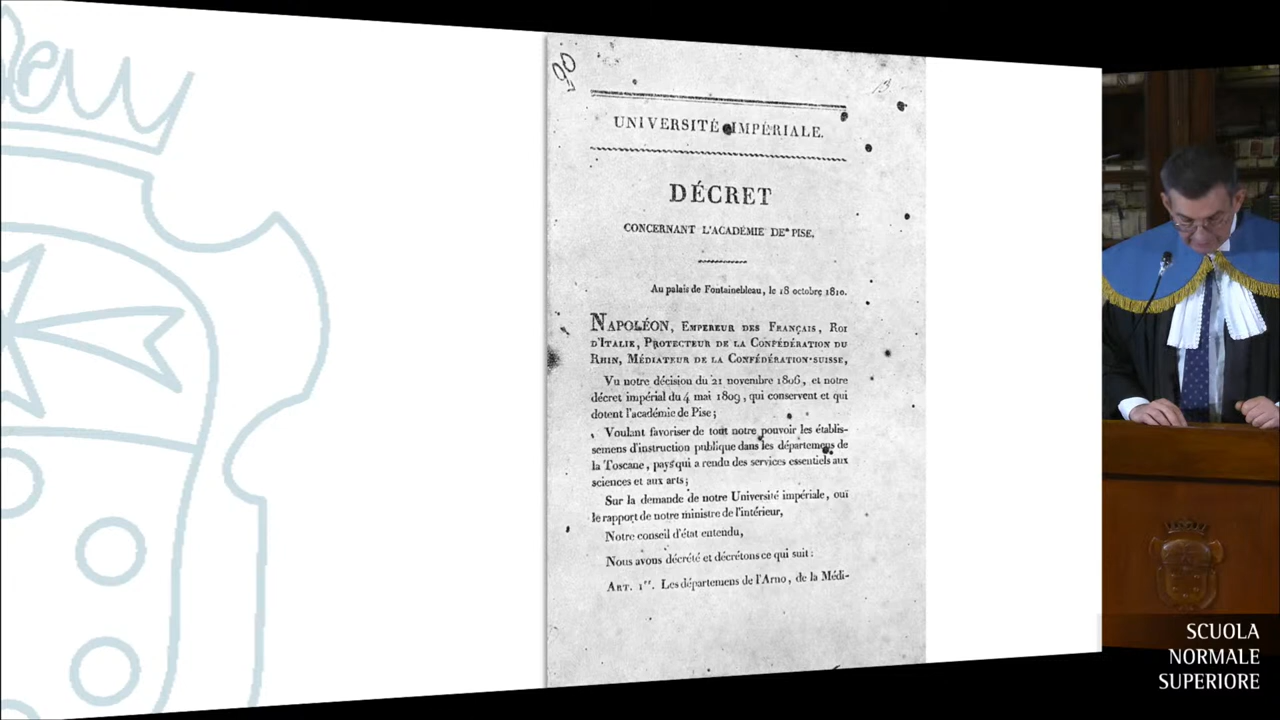 UNIVERSITÉ IMPÉRIALE.
DÉCRET
CONCERNANT L'ACADÉMIE DE PISE.
Au palais de Fontainebleau, le 18 octobre 1810.
NAPOLÉON, EMPEREUR DES FRANÇAIS, ROI
D'ITALIE, PROTECTEUR DE LA CONFÉDÉRATION DU
RHIN, MÉDIATEUR DE LA CONFÉDÉRATION-SUISSE,
Vu notre décision du 21 novembre 1806, et notre
décret impérial du 4 mai 1809, qui conservent et qui
dotent l'académie de Pise;
Voulant favoriser de tout notre pouvoir les établis-
semens d'instruction publique dans les départemens de
la Toscane, pays qui a rendu des services essentiels aux
sciences et aux arts;
Sur la demande de notre Université impériale, ouï
le rapport de notre ministre de l'intérieur,
Notre conseil d'état entendu,
Nous avons décrété et décrétons ce qui suit:
ART. 1er. Les départemens de l'Arno, de la Médi-
SCUOLA
NORMALE
SUPERIORE